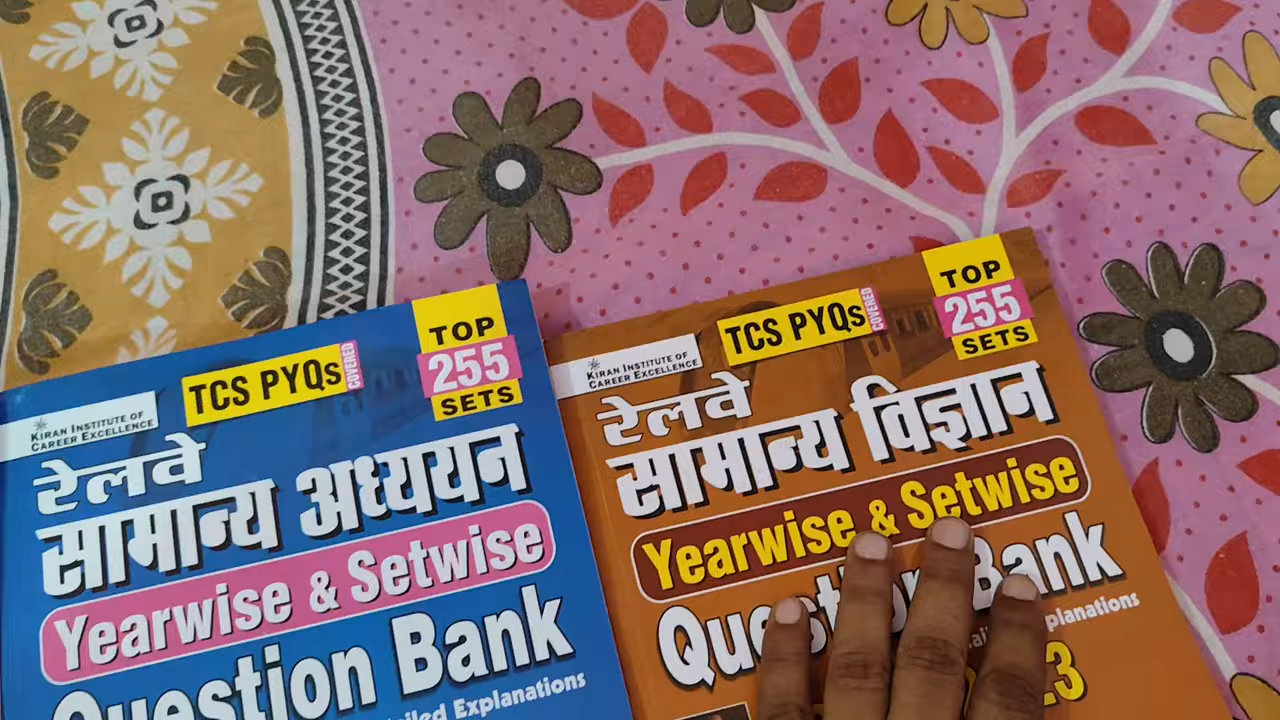 KIRAN INSTITUTE OF
CAREER EXCELLENCE
TCS PYQs
COVERED
TOP
255
SETS
रेलवे
सामान्य अध्ययन
Yearwise & Setwise
Question Bank
Explanations
KIRAN INSTITUTE OF
CAREER EXCELLENCE
TCS PYQs
COVERED
TOP
255
SETS
रेलवे
सामान्य विज्ञान
Yearwise & Setwise
Question Bank